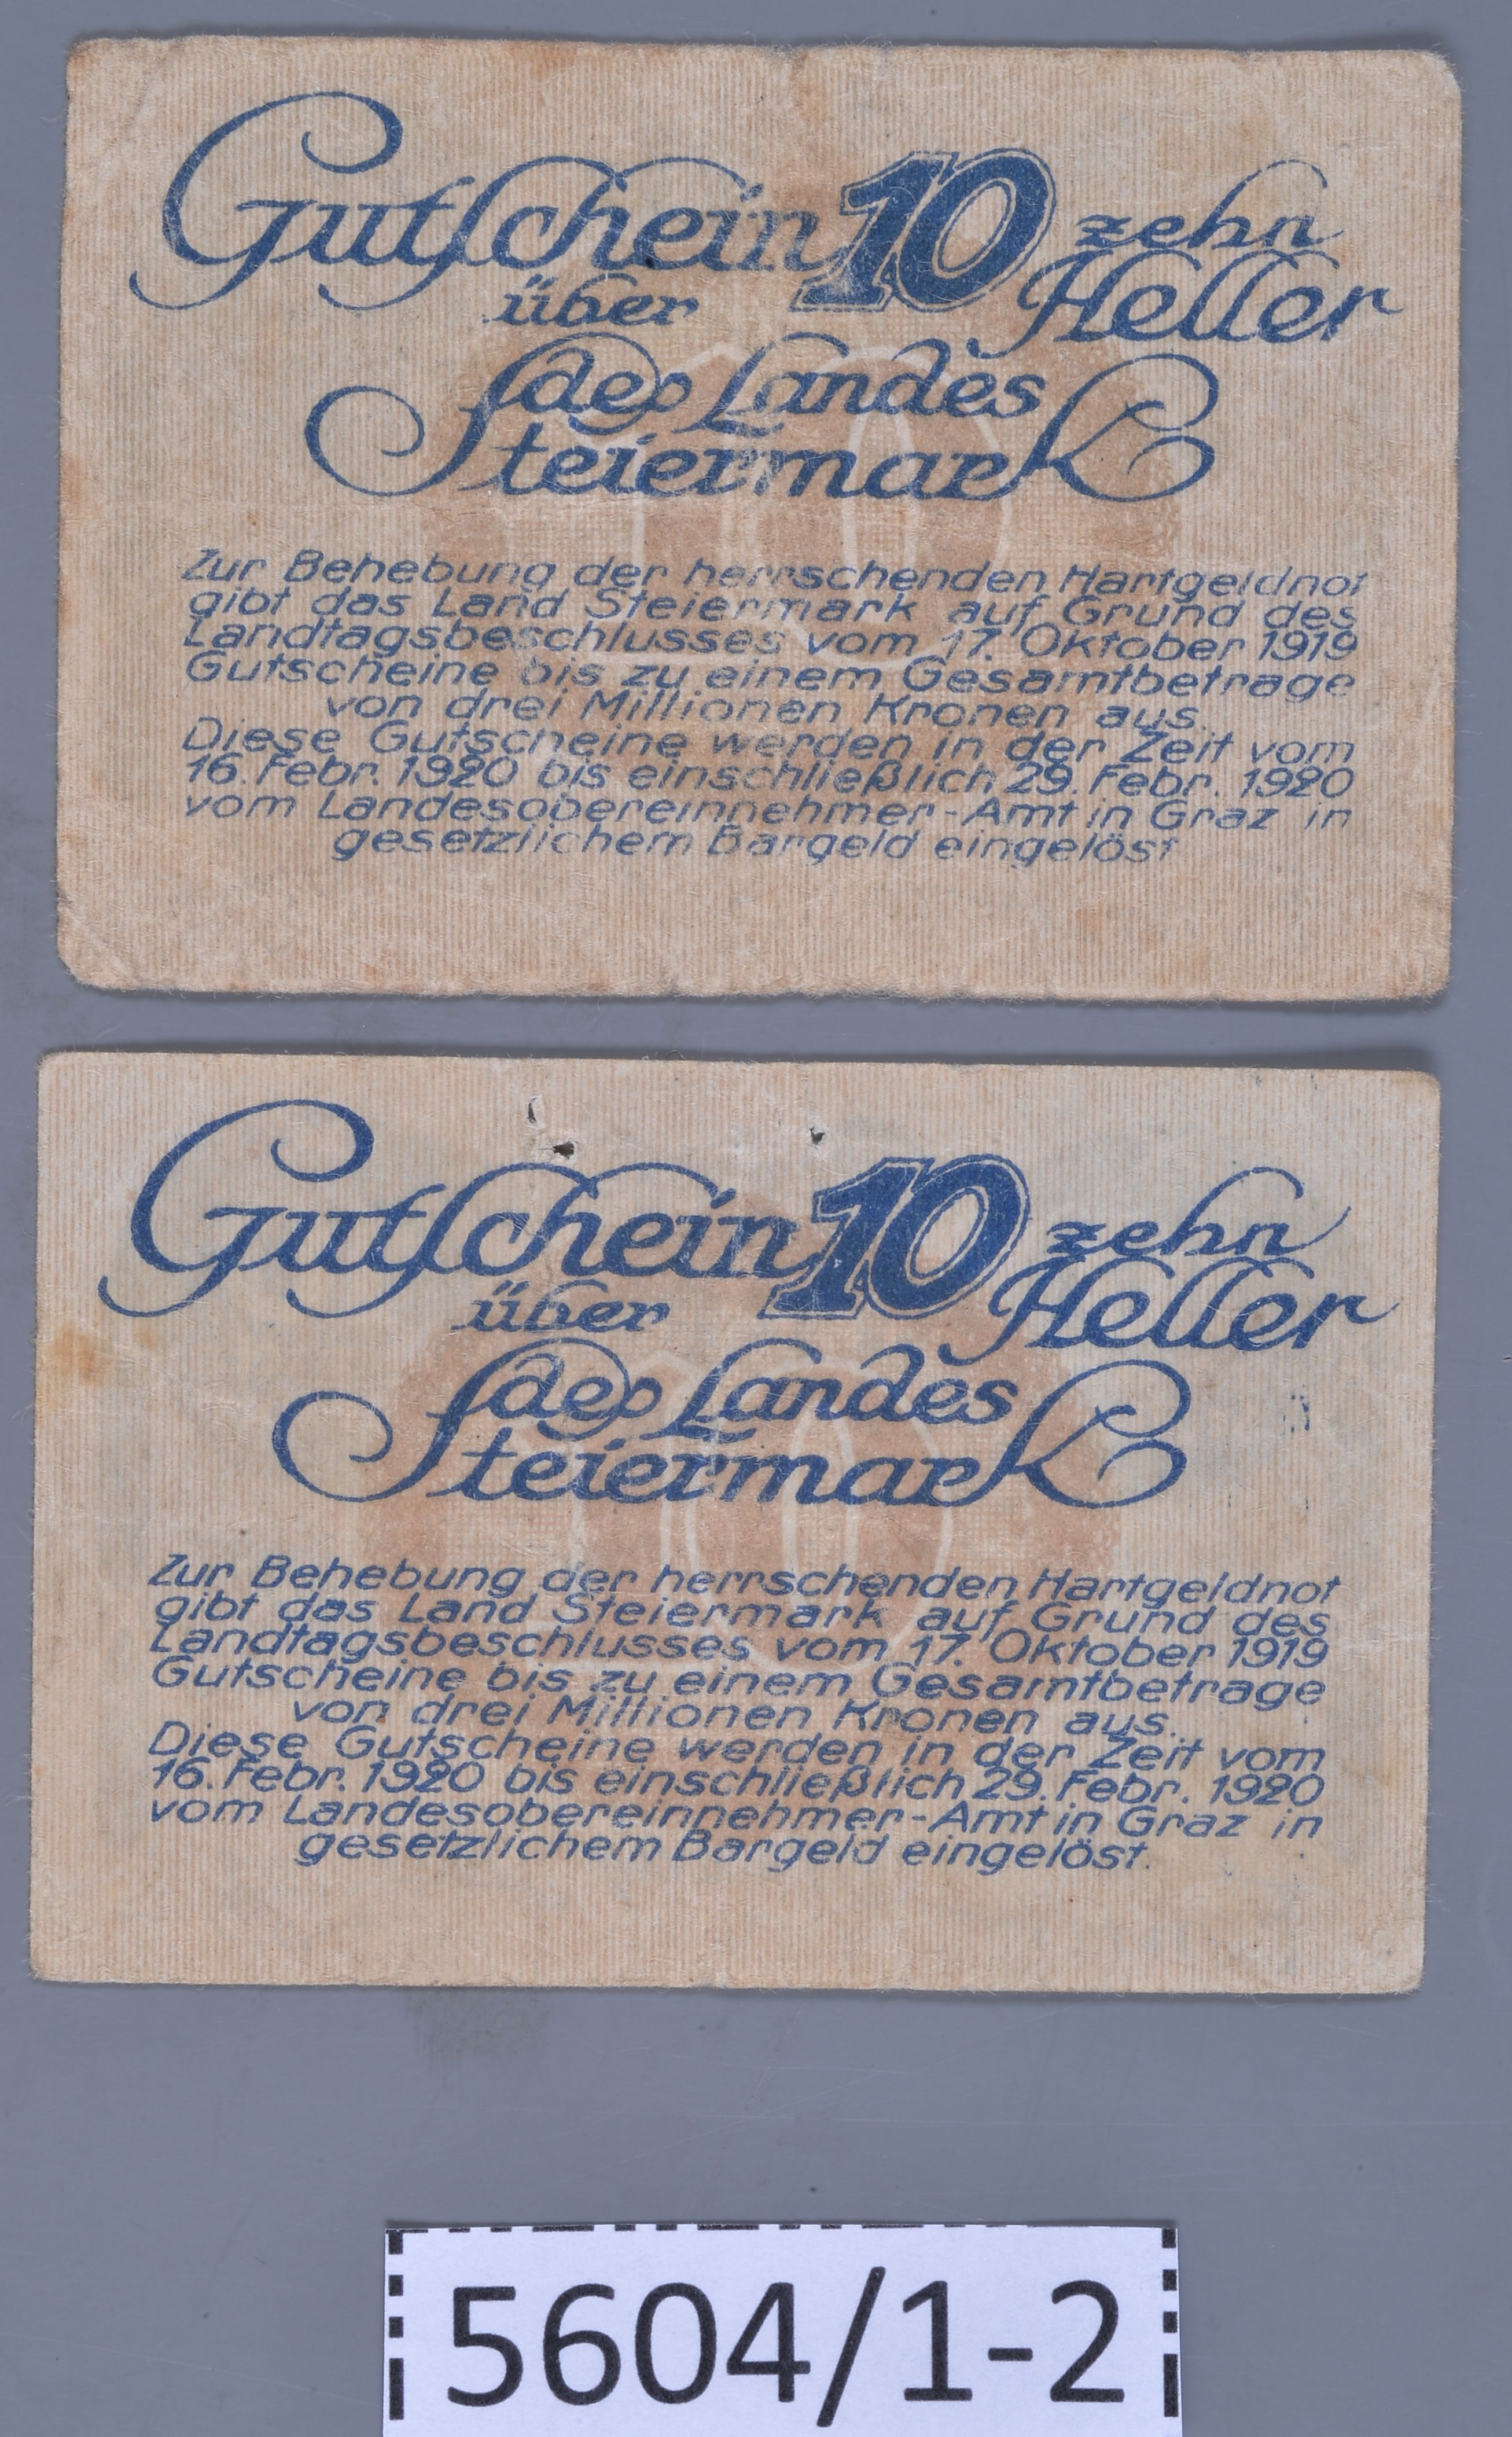 Gutschein 10 zehn
über Heller
des Landes
Steiermark
Zur Behebung der herrschenden Hartgeldnot
gibt das Land Steiermark auf Grund des
Landtagsbeschlusses vom 17. Oktober 1919
Gutscheine bis zu einem Gesamtbetrage
von drei Millionen Kronen aus.
Diese Gutscheine werden in der Zeit vom
16. Febr. 1920 bis einschließlich 29. Febr. 1920
vom Landesobereinnehmer-Amt in Graz in
gesetzlichem Bargeld eingelöst
Gutschein 10 zehn
über Heller
des Landes
Steiermark
Zur Behebung der herrschenden Hartgeldnot
gibt das Land Steiermark auf Grund des
Landtagsbeschlusses vom 17. Oktober 1919
Gutscheine bis zu einem Gesamtbetrage
von drei Millionen Kronen aus.
Diese Gutscheine werden in der Zeit vom
16. Febr. 1920 bis einschließlich 29. Febr. 1920
vom Landesobereinnehmer-Amt in Graz in
gesetzlichem Bargeld eingelöst.
5604/1-2